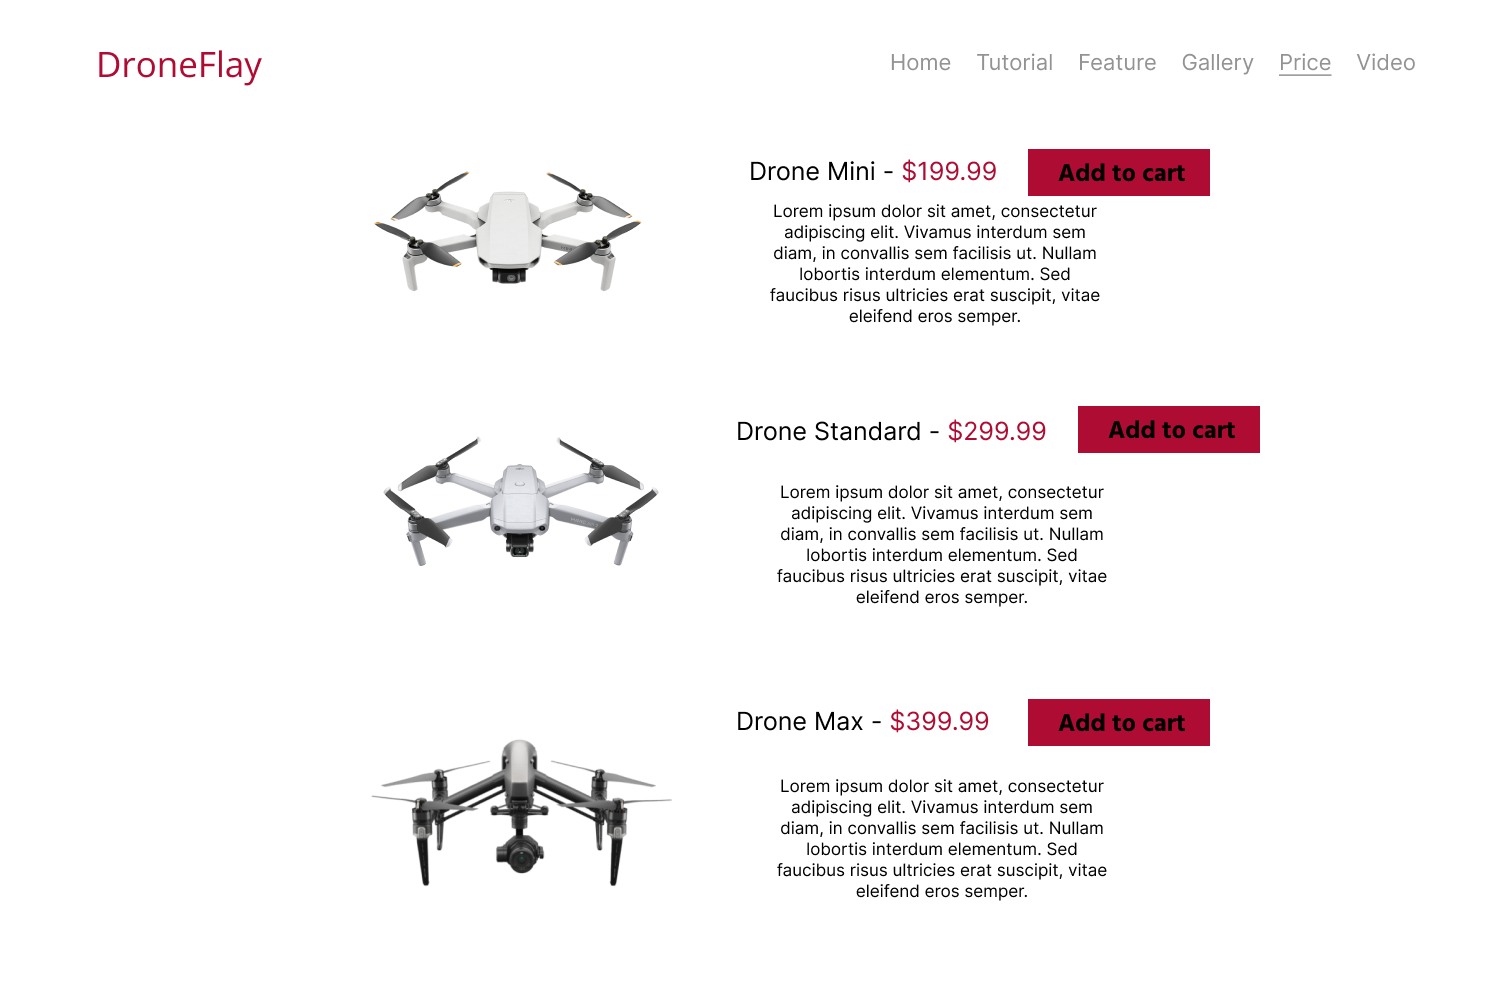 DroneFlay
Home Tutorial Feature Gallery Price Video
Drone Mini - $199.99
Add to cart
Lorem ipsum dolor sit amet, consectetur
adipiscing elit. Vivamus interdum sem
diam, in convallis sem facilisis ut. Nullam
lobortis interdum elementum. Sed
faucibus risus ultricies erat suscipit, vitae
eleifend eros semper.
Drone Standard - $299.99
Add to cart
Lorem ipsum dolor sit amet, consectetur
adipiscing elit. Vivamus interdum sem
diam, in convallis sem facilisis ut. Nullam
lobortis interdum elementum. Sed
faucibus risus ultricies erat suscipit, vitae
eleifend eros semper.
Drone Max - $399.99
Add to cart
Lorem ipsum dolor sit amet, consectetur
adipiscing elit. Vivamus interdum sem
diam, in convallis sem facilisis ut. Nullam
lobortis interdum elementum. Sed
faucibus risus ultricies erat suscipit, vitae
eleifend eros semper.